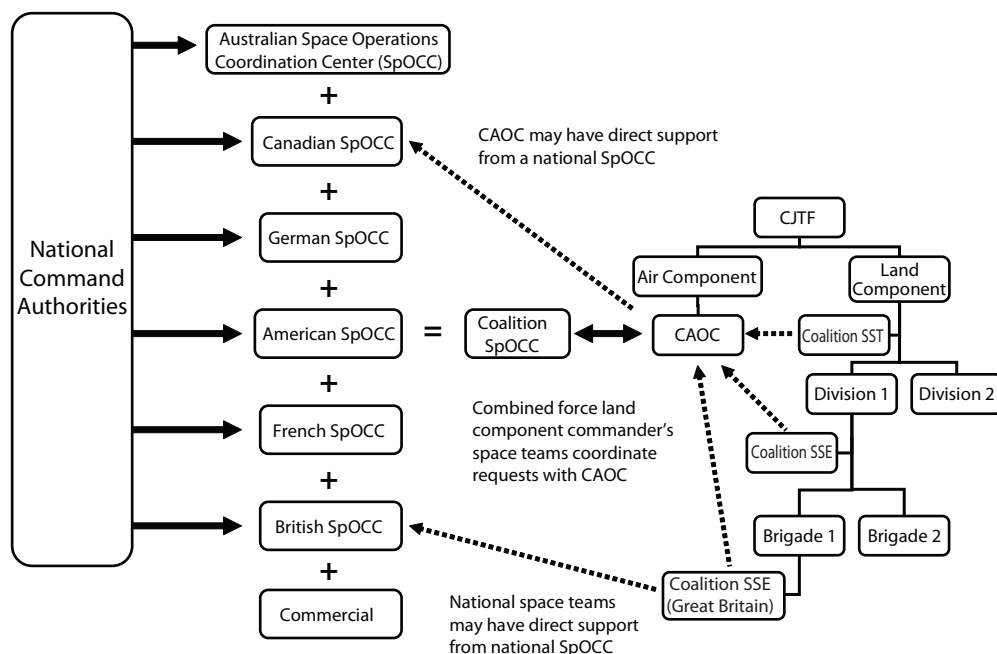 National
Command
Authorities
Australian Space Operations
Coordination Center (SpOCC)
+
Canadian SpOCC
+
German SpOCC
+
American SpOCC
+
French SpOCC
+
British SpOCC
+
Commercial
=
Coalition
SpOCC
CAOC may have direct support
from a national SpOCC
Combined force land
component commander's
space teams coordinate
requests with CAOC
National space teams
may have direct support
from national SpOCC
CJTF
Air Component
Land
Component
CAOC
Coalition SST
Division 1
Division 2
Coalition SSE
Brigade 1
Brigade 2
Coalition SSE
(Great Britain)